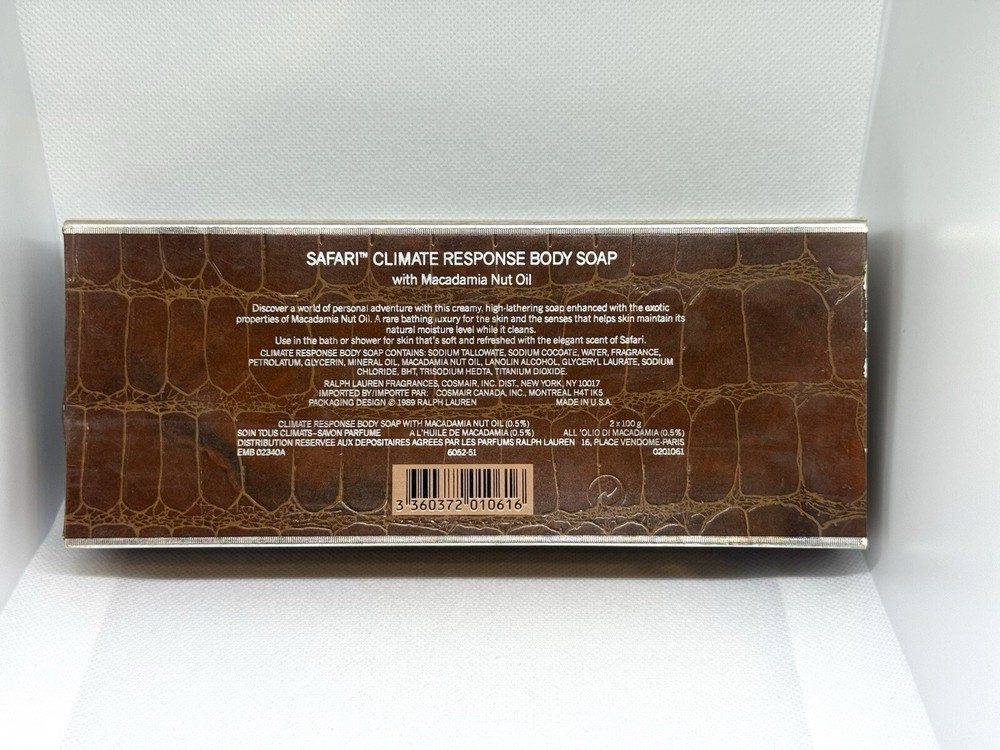 SAFARI™ CLIMATE RESPONSE BODY SOAP
with Macadamia Nut Oil
Discover a world of personal adventure with this creamy, high-lathering soap enhanced with the exotic
properties of Macadamia Nut Oil. A rare bathing luxury for the skin and the senses that helps skin maintain its
natural moisture level while it cleans.
Use in the bath or shower for skin that's soft and refreshed with the elegant scent of Safari.
CLIMATE RESPONSE BODY SOAP CONTAINS: SODIUM TALLOWATE, SODIUM COCOATE, WATER, FRAGRANCE,
PETROLATUM, GLYCERIN, MINERAL OIL, MACADAMIA NUT OIL, LANOLIN ALCOHOL, GLYCERYL LAURATE, SODIUM
CHLORIDE, BHT, TRISODIUM HEDTA, TITANIUM DIOXIDE.
RALPH LAUREN FRAGRANCES, COSMAIR, INC. DIST., NEW YORK, NY 10017
IMPORTED BY/IMPORTE PAR: COSMAIR CANADA, INC., MONTREAL H4T 1K5
PACKAGING DESIGN © 1989 RALPH LAUREN MADE IN U.S.A.
CLIMATE RESPONSE BODY SOAP WITH MACADAMIA NUT OIL (0.5%) 2 x 100 g
SOIN TOUS CLIMATS-SAVON PARFUME A L'HUILE DE MACADAMIA (0.5%) ALL'OLIO DI MACADAMIA (0.5%)
DISTRIBUTION RESERVEE AUX DEPOSITAIRES AGREES PAR LES PARFUMS RALPH LAUREN 16, PLACE VENDOME-PARIS
EMB 02340A 6052-51 0201061
3 360372 010616